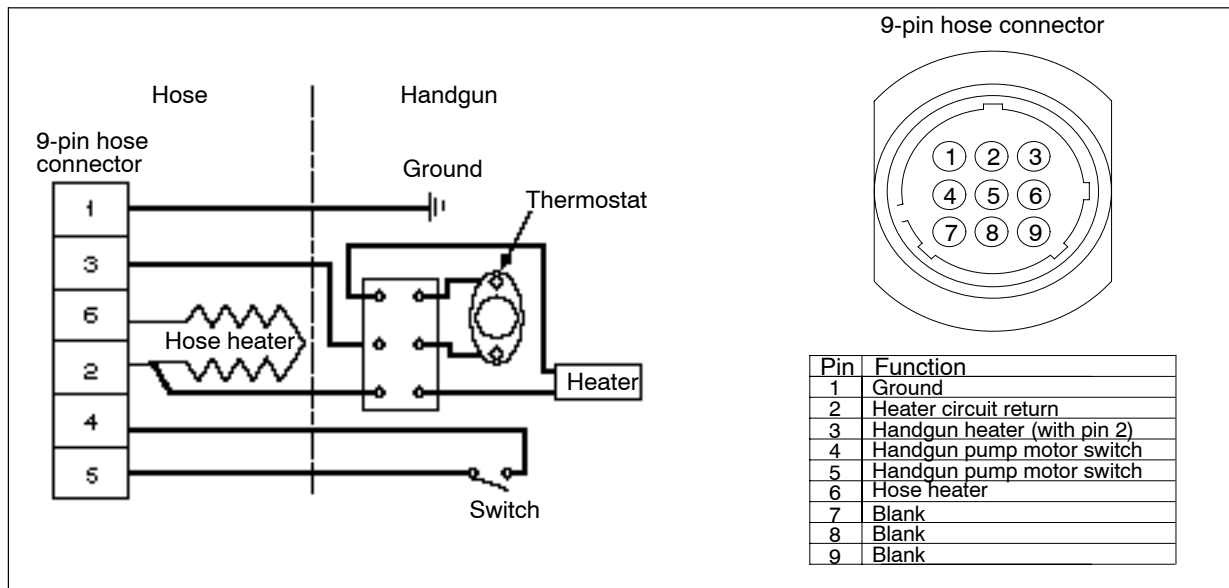 9-pin hose connector
Hose
Handgun
9-pin hose
connector
Ground
Thermostat
1
3
6
Hose heater
2
Heater
4
5
Switch
1 2 3
4 5 6
7 8 9
Pin Function
1 Ground
2 Heater circuit return
3 Handgun heater (with pin 2)
4 Handgun pump motor switch
5 Handgun pump motor switch
6 Hose heater
7 Blank
8 Blank
9 Blank